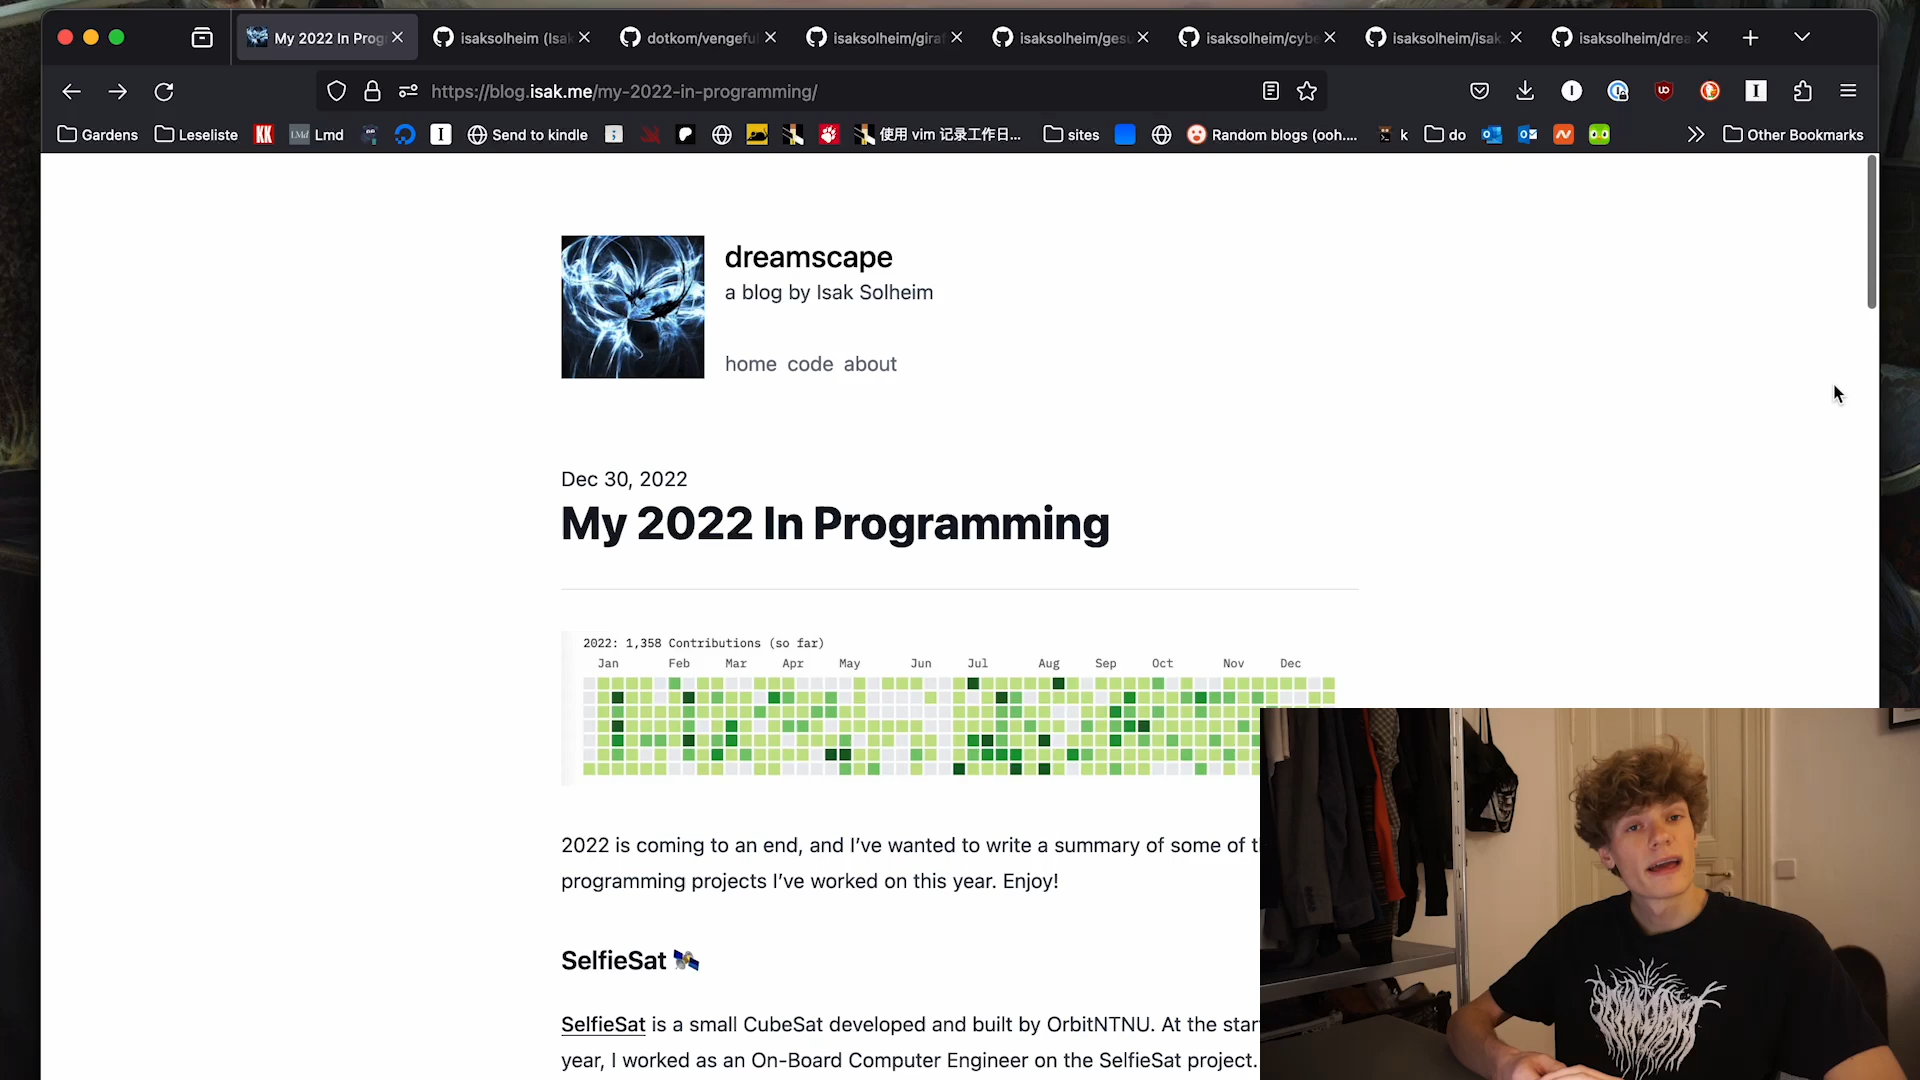 My 2022 In Prog
isaksolheim (Isak
dotkom/vengeful
isaksolheim/giraf
isaksolheim/gesu
isaksolheim/cybe
isaksolheim/isak.
isaksolheim/drea
https://blog.isak.me/my-2022-in-programming/
Gardens
Leseliste
KK
LMd
Lmd
I
Send to kindle
使用 vim 记录工作日...
sites
Random blogs (ooh....
k
do
Other Bookmarks
dreamscape
a blog by Isak Solheim
home code about
Dec 30, 2022
My 2022 In Programming
2022: 1,358 Contributions (so far)
Jan Feb Mar Apr May Jun Jul Aug Sep Oct Nov Dec
2022 is coming to an end, and I’ve wanted to write a summary of some of t
programming projects I’ve worked on this year. Enjoy!
SelfieSat
SelfieSat is a small CubeSat developed and built by OrbitNTNU. At the star
year, I worked as an On-Board Computer Engineer on the SelfieSat project.